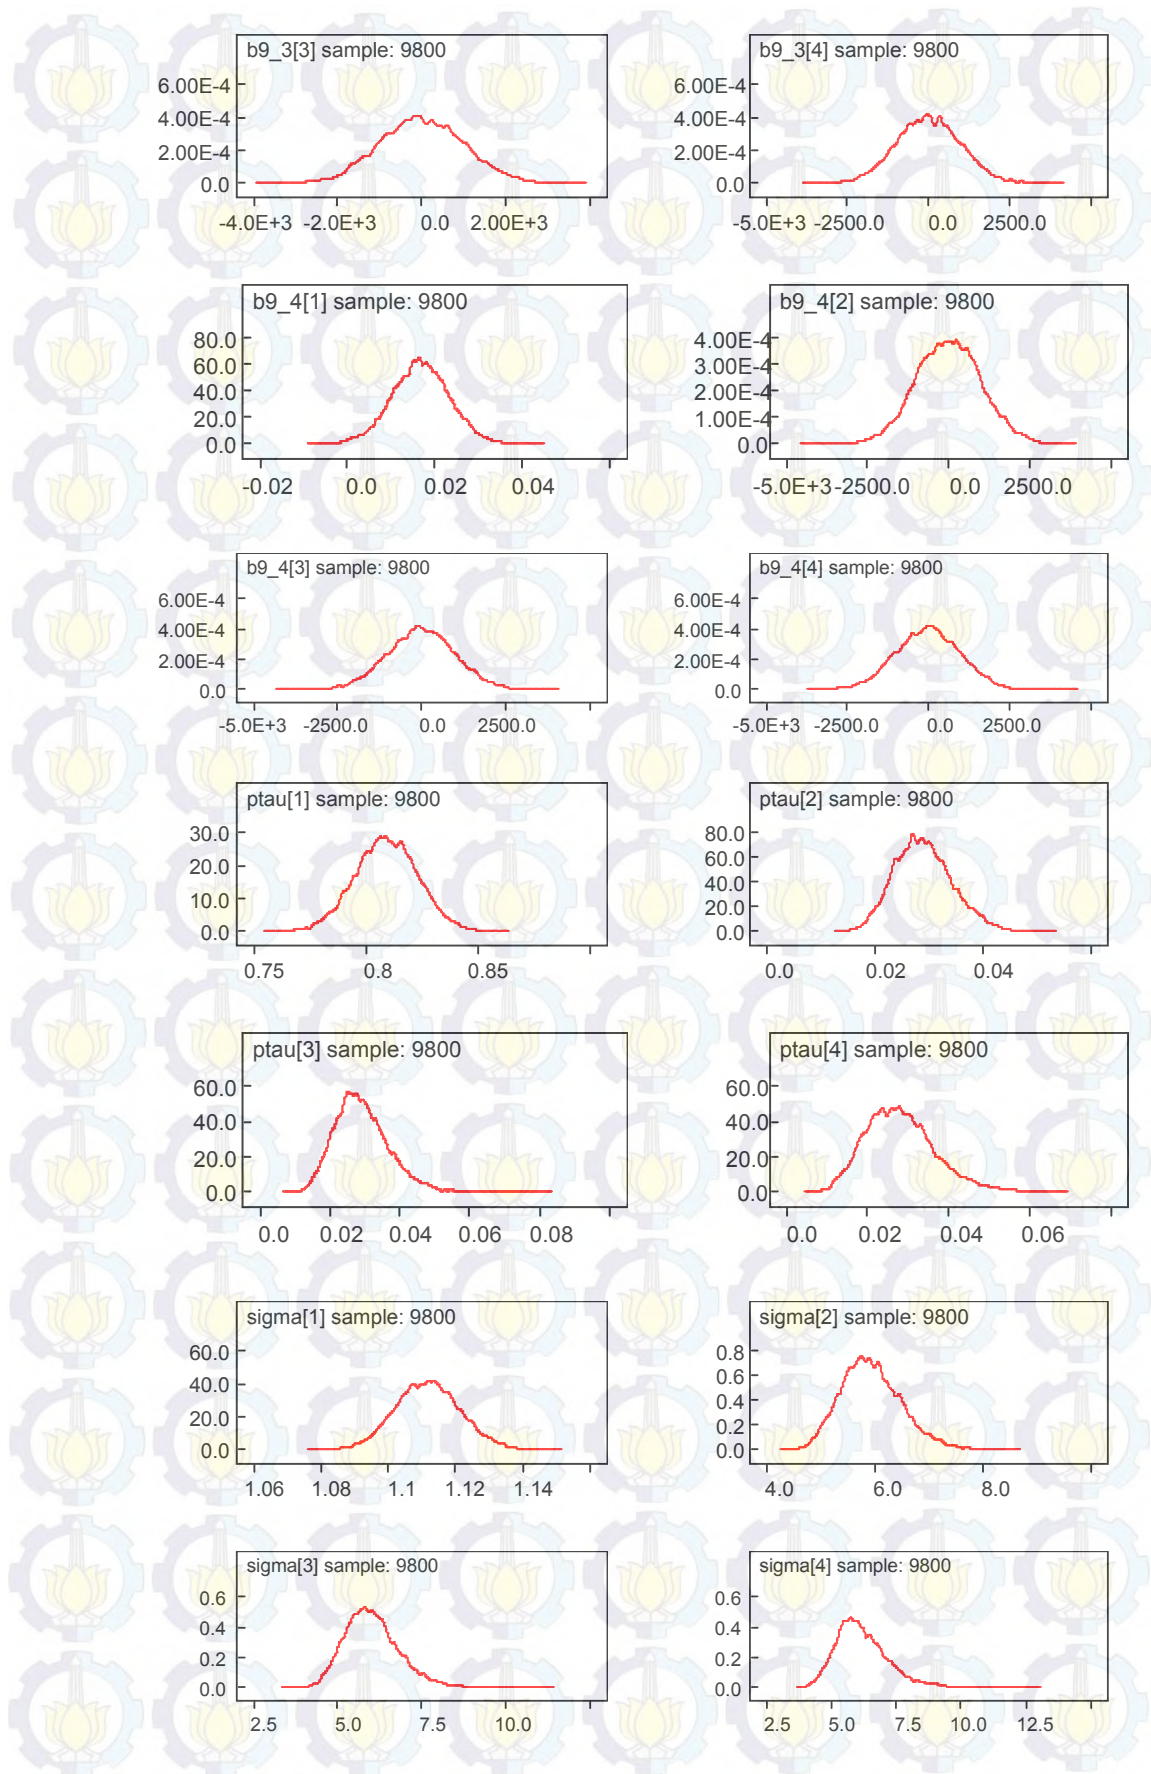 b9_3[3] sample: 9800
6.00E-4
4.00E-4
2.00E-4
0.0
-4.0E+3 -2.0E+3 0.0 2.00E+3
b9_3[4] sample: 9800
6.00E-4
4.00E-4
2.00E-4
0.0
-5.0E+3 -2500.0 0.0 2500.0
b9_4[1] sample: 9800
80.0
60.0
40.0
20.0
0.0
-0.02 0.0 0.02 0.04
b9_4[2] sample: 9800
4.00E-4
3.00E-4
2.00E-4
1.00E-4
0.0
-5.0E+3 -2500.0 0.0 2500.0
b9_4[3] sample: 9800
6.00E-4
4.00E-4
2.00E-4
0.0
-5.0E+3 -2500.0 0.0 2500.0
b9_4[4] sample: 9800
6.00E-4
4.00E-4
2.00E-4
0.0
-5.0E+3 -2500.0 0.0 2500.0
ptau[1] sample: 9800
30.0
20.0
10.0
0.0
0.75 0.8 0.85
ptau[2] sample: 9800
80.0
60.0
40.0
20.0
0.0
0.0 0.02 0.04
ptau[3] sample: 9800
60.0
40.0
20.0
0.0
0.0 0.02 0.04 0.06 0.08
ptau[4] sample: 9800
60.0
40.0
20.0
0.0
0.0 0.02 0.04 0.06
sigma[1] sample: 9800
60.0
40.0
20.0
0.0
1.06 1.08 1.1 1.12 1.14
sigma[2] sample: 9800
0.8
0.6
0.4
0.2
0.0
4.0 6.0 8.0
sigma[3] sample: 9800
0.6
0.4
0.2
0.0
2.5 5.0 7.5 10.0
sigma[4] sample: 9800
0.6
0.4
0.2
0.0
2.5 5.0 7.5 10.0 12.5